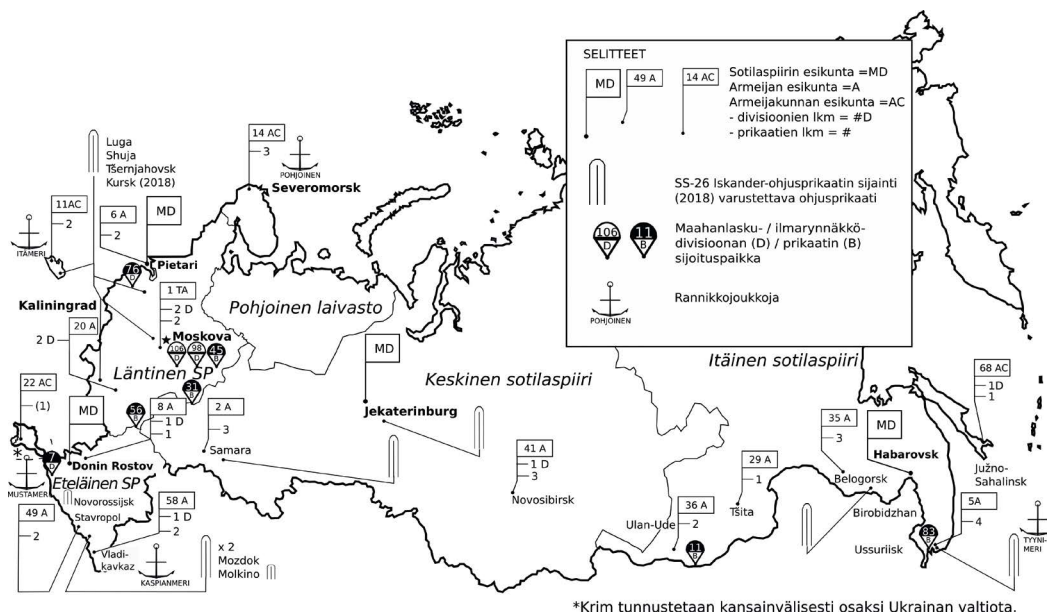 SELITTEET
MD
49 A
14 AC
Sotilaspiirin esikunta =MD
Armeijan esikunta =A
Armeijakunnan esikunta =AC
- divisioonien lkm = #D
- prikaatien lkm = #
SS-26 Iskander-ohjusprikaatin sijainti
(2018) varustettava ohjusprikaati
106
D
11
B
Maahanlasku- / ilmarynnäkkö-
divisioonan (D) / prikaatin (B)
sijoituspaikka
POHJOINEN
Rannikkojoukkoja
Luga
Shuja
Tšernjahovsk
Kursk (2018)
14 AC
3
POHJOINEN
Severomorsk
11AC
2
ITÄMERI
6 A
2
MD
Pietari
76
D
Kaliningrad
1 TA
2 D
2
Pohjoinen laivasto
20 A
2 D
Moskova
106
D
98
D
45
B
Läntinen SP
31
B
MD
Keskinen sotilaspiiri
Jekaterinburg
Itäinen sotilaspiiri
22 AC
(1)
MD
56
B
8 A
1 D
1
2 A
3
Samara
*
MUSTAMERI
7
D
Donin Rostov
Eteläinen SP
Novorossijsk
Stavropol
49 A
2
58 A
1 D
2
Vladi-
kavkaz
KASPIANMERI
x 2
Mozdok
Molkino
41 A
1 D
3
Novosibirsk
29 A
1
Tšita
36 A
2
Ulan-Ude
11
B
35 A
3
Belogorsk
MD
Habarovsk
Birobidzhan
68 AC
1D
1
Južno-
Sahalinsk
5A
4
Ussuriisk
83
B
TYYNI-
MERI
*Krim tunnustetaan kansainvälisesti osaksi Ukrainan valtiota.